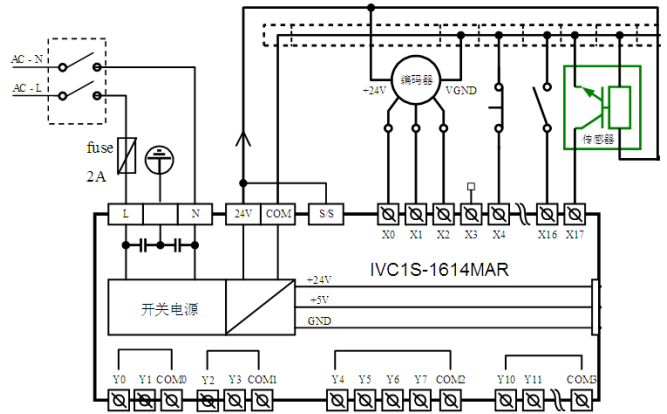 AC - N
AC - L
fuse
2A
+24V
编码器
VGND
传感器
L
N
24V
COM
S/S
X0
X1
X2
X3
X4
X16
X17
IVC1S-1614MAR
开关电源
+24V
+5V
GND
Y0
Y1
COM0
Y2
Y3
COM1
Y4
Y5
Y6
Y7
COM2
Y10
Y11
COM3